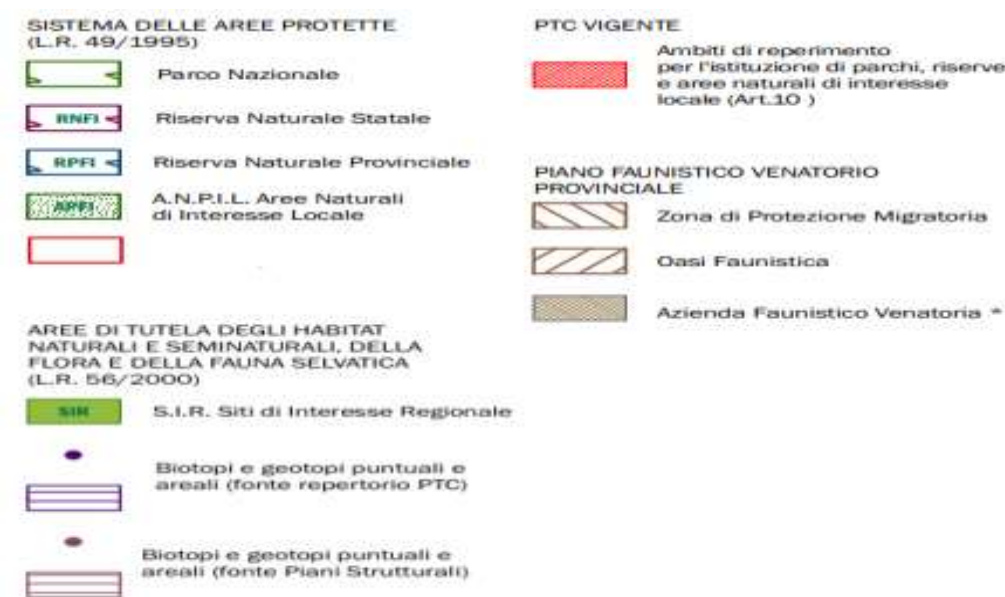 SISTEMA DELLE AREE PROTETTE
(L.R. 49/1995)
Parco Nazionale
RNFI
Riserva Naturale Statale
RPFI
Riserva Naturale Provinciale
APFI
A.N.P.I.L. Aree Naturali
di Interesse Locale
AREE DI TUTELA DEGLI HABITAT
NATURALI E SEMINATURALI, DELLA
FLORA E DELLA FAUNA SELVATICA
(L.R. 56/2000)
SIR
S.I.R. Siti di Interesse Regionale
Biotopi e geotopi puntuali e
areali (fonte repertorio PTC)
Biotopi e geotopi puntuali e
areali (fonte Piani Strutturali)
PTC VIGENTE
Ambiti di reperimento
per l'istituzione di parchi, riserve
e aree naturali di interesse
locale (Art.10 )
PIANO FAUNISTICO VENATORIO
PROVINCIALE
Zona di Protezione Migratoria
Oasi Faunistica
Azienda Faunistico Venatoria *